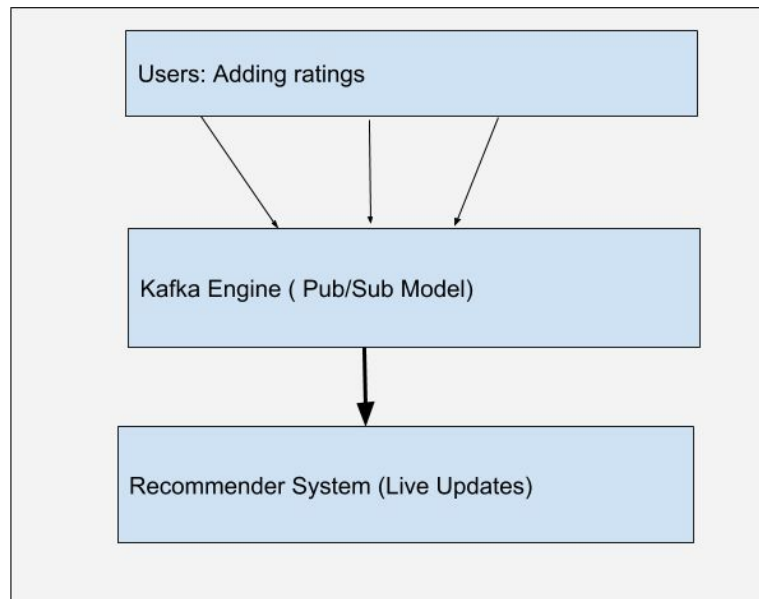 Users: Adding ratings
Kafka Engine ( Pub/Sub Model)
Recommender System (Live Updates)